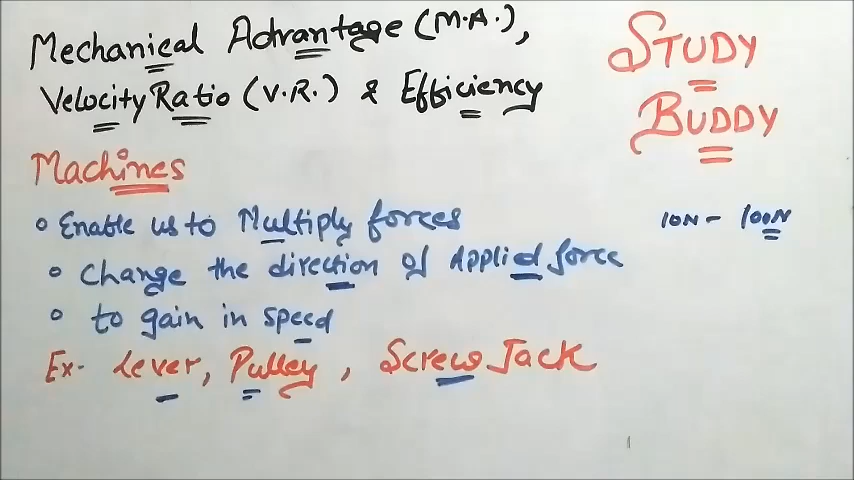 Mechanical Advantage (M.A.),
Velocity Ratio (V.R.) & Efficiency
STUDY
BUDDY
Machines
Enable us to Multiply forces
10N - 100N
change the direction of Applied force
to gain in speed
Ex- Lever, Pulley, Screw Jack